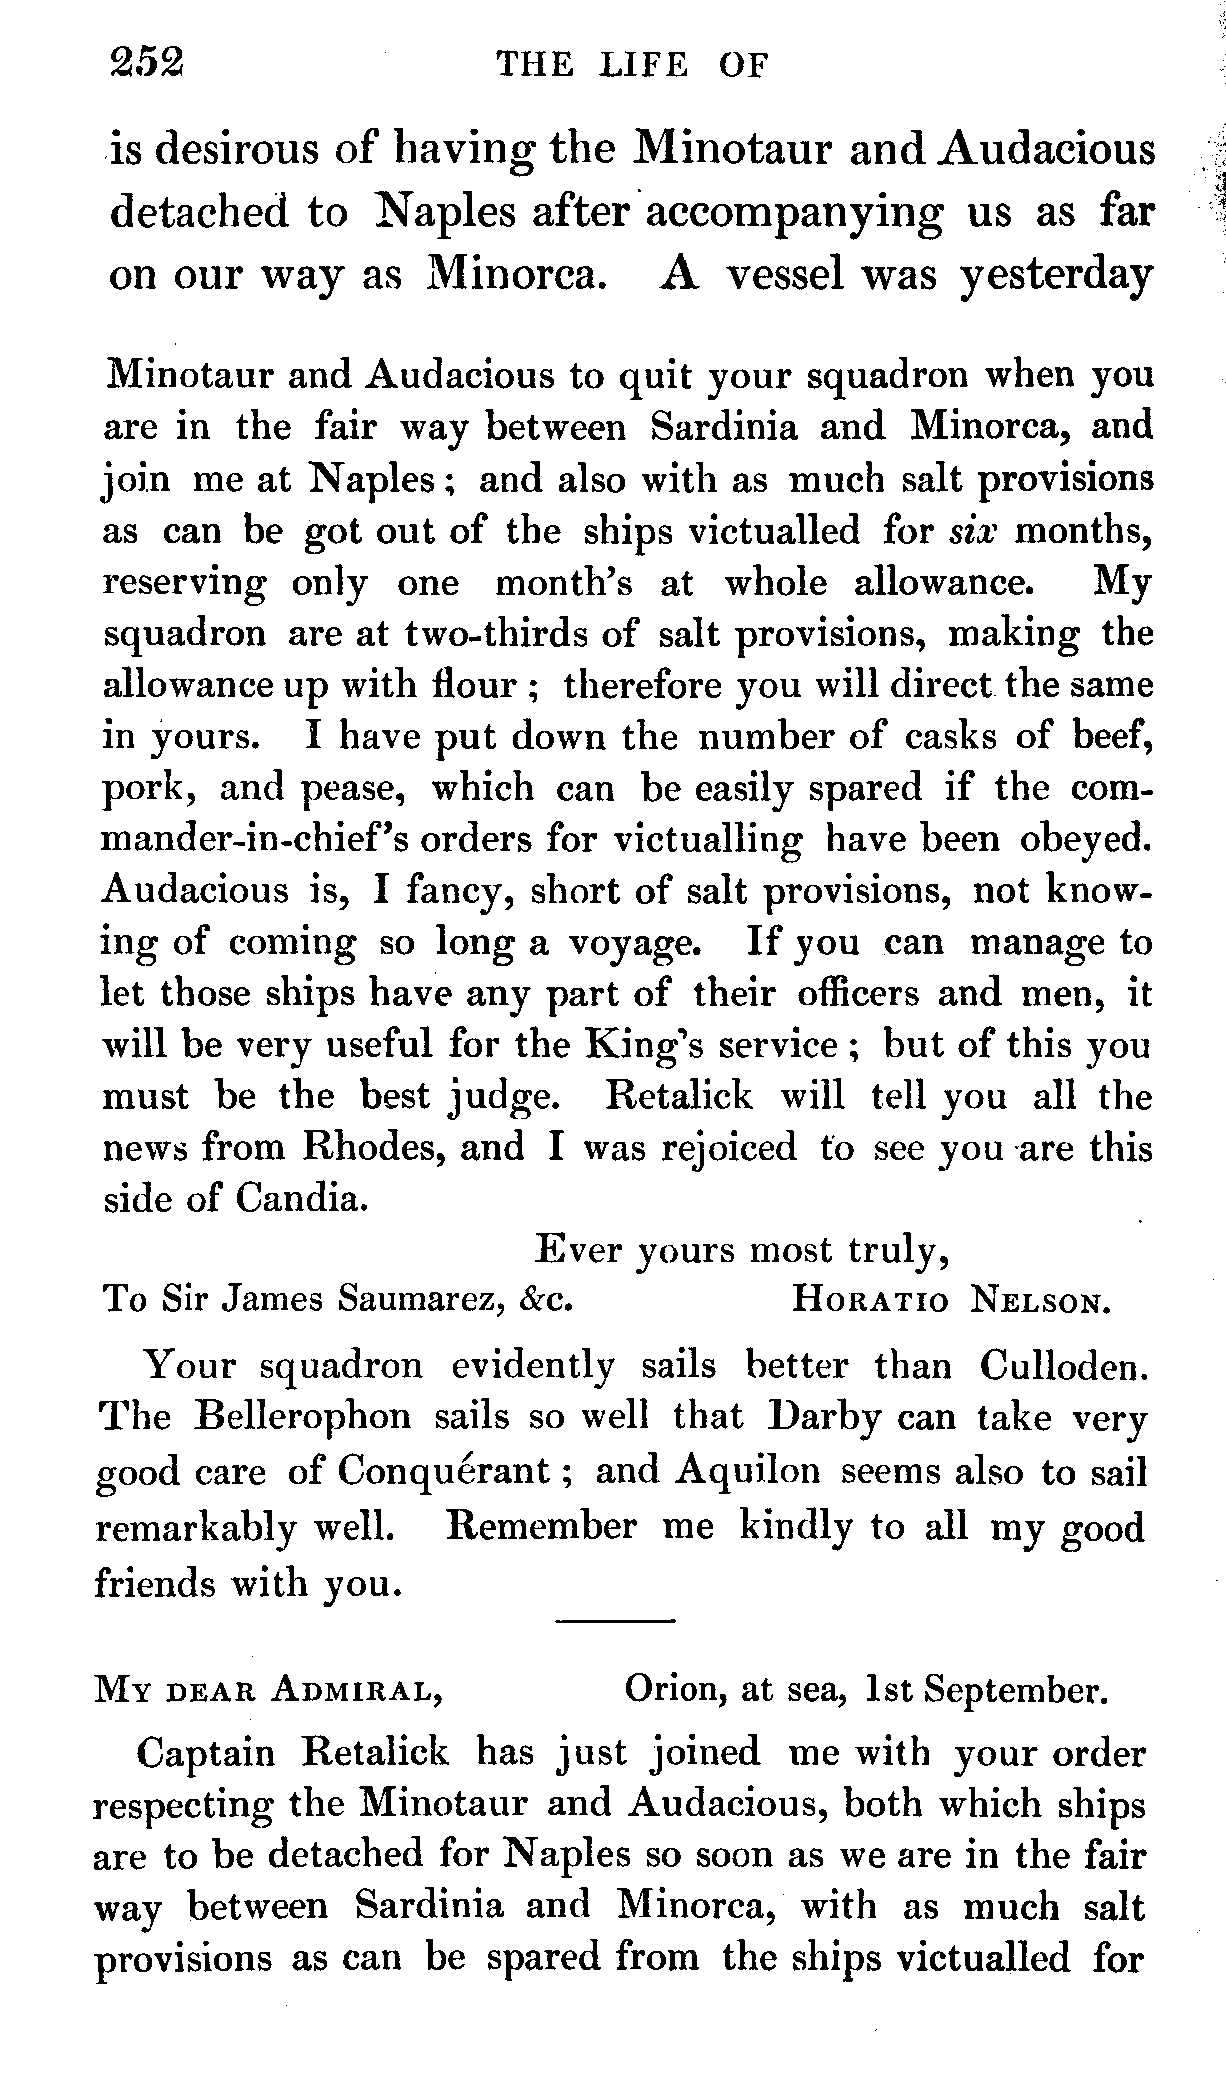 252 THE LIFE OF
is desirous of having the Minotaur and Audacious
detached to Naples after accompanying us as far
on our way as Minorca. A vessel was yesterday
Minotaur and Audacious to quit your squadron when you
are in the fair way between Sardinia and Minorca, and
join me at Naples ; and also with as much salt provisions
as can be got out of the ships victualled for six months,
reserving only one month's at whole allowance. My
squadron are at two-thirds of salt provisions, making the
allowance up with flour ; therefore you will direct the same
in yours. I have put down the number of casks of beef,
pork, and pease, which can be easily spared if the com-
mander-in-chief's orders for victualling have been obeyed.
Audacious is, I fancy, short of salt provisions, not know-
ing of coming so long a voyage. If you can manage to
let those ships have any part of their officers and men, it
will be very useful for the King's service ; but of this you
must be the best judge. Retalick will tell you all the
news from Rhodes, and I was rejoiced to see you are this
side of Candia.
Ever yours most truly,
To Sir James Saumarez, &c. HORATIO NELSON.
Your squadron evidently sails better than Culloden.
The Bellerophon sails so well that Darby can take very
good care of Conquérant ; and Aquilon seems also to sail
remarkably well. Remember me kindly to all my good
friends with you.
MY DEAR ADMIRAL, Orion, at sea, 1st September.
Captain Retalick has just joined me with your order
respecting the Minotaur and Audacious, both which ships
are to be detached for Naples so soon as we are in the fair
way between Sardinia and Minorca, with as much salt
provisions as can be spared from the ships victualled for